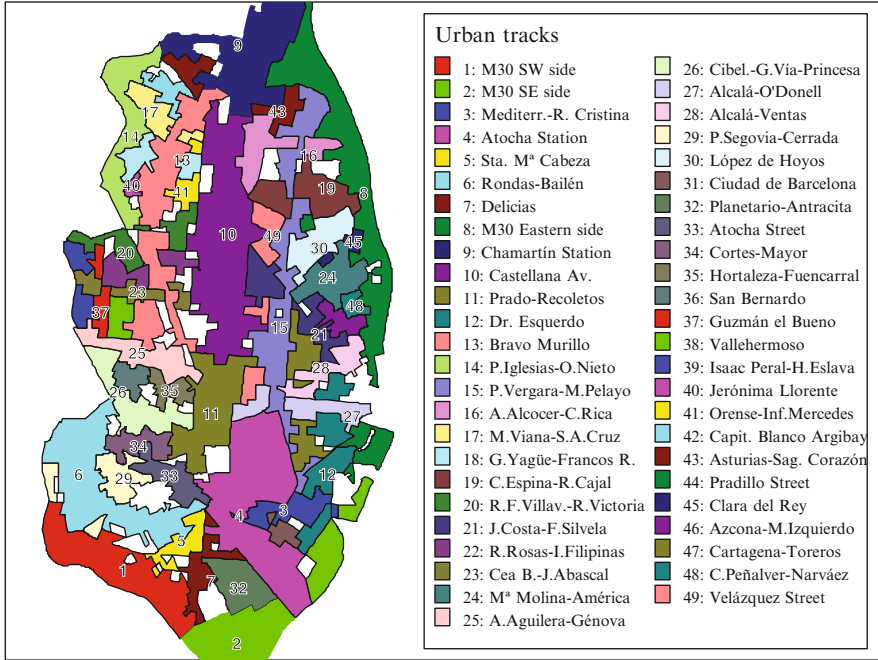 Urban tracks
1: M30 SW side
2: M30 SE side
3: Mediterr.-R. Cristina
4: Atocha Station
5: Sta. Mª Cabeza
6: Rondas-Bailén
7: Delicias
8: M30 Eastern side
9: Chamartín Station
10: Castellana Av.
11: Prado-Recoletos
12: Dr. Esquerdo
13: Bravo Murillo
14: P.Iglesias-O.Nieto
15: P.Vergara-M.Pelayo
16: A.Alcocer-C.Rica
17: M.Viana-S.A.Cruz
18: G.Yagüe-Francos R.
19: C.Espina-R.Cajal
20: R.F.Villav.-R.Victoria
21: J.Costa-F.Silvela
22: R.Rosas-I.Filipinas
23: Cea B.-J.Abascal
24: Mª Molina-América
25: A.Aguilera-Génova
26: Cibel.-G.Vía-Princesa
27: Alcalá-O'Donell
28: Alcalá-Ventas
29: P.Segovia-Cerrada
30: López de Hoyos
31: Ciudad de Barcelona
32: Planetario-Antracita
33: Atocha Street
34: Cortes-Mayor
35: Hortaleza-Fuencarral
36: San Bernardo
37: Guzmán el Bueno
38: Vallehermoso
39: Isaac Peral-H.Eslava
40: Jerónima Llorente
41: Orense-Inf.Mercedes
42: Capit. Blanco Argibay
43: Asturias-Sag. Corazón
44: Pradillo Street
45: Clara del Rey
46: Azcona-M.Izquierdo
47: Cartagena-Toreros
48: C.Peñalver-Narváez
49: Velázquez Street
9
17
43
14
13
16
40
41
19
8
10
49
45
20
30
24
23
48
37
15
21
25
28
26
35
11
27
34
6
29
33
12
4
3
5
1
7
32
2